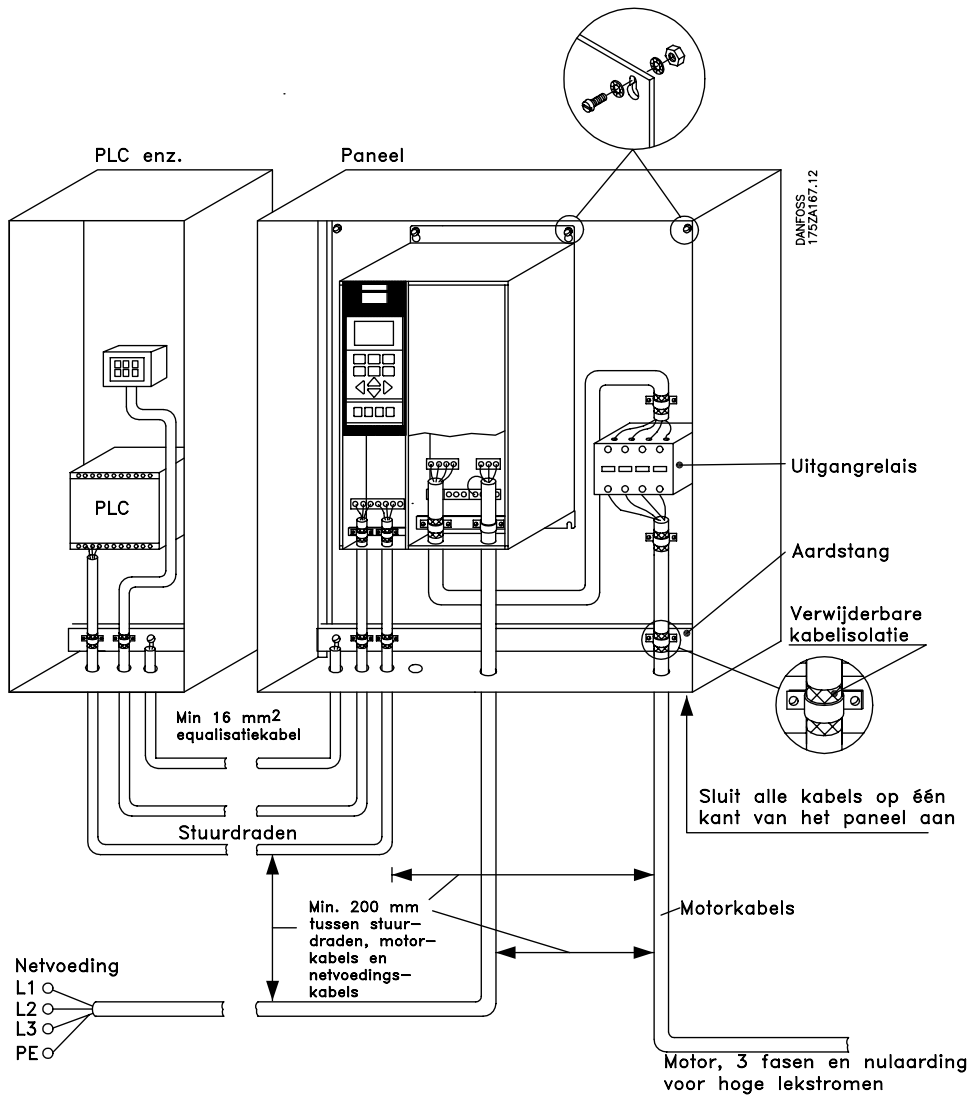 PLC enz.
Paneel
DANFOSS
175ZA167.12
PLC
Uitgangrelais
Aardstang
Verwijderbare
kabelisolatie
Min 16 mm2
equalisatiekabel
Sluit alle kabels op één
kant van het paneel aan
Stuurdraden
Min. 200 mm
tussen stuur-
draden, motor-
kabels en
netvoedings-
kabels
Motorkabels
Netvoeding
L1
L2
L3
PE
Motor, 3 fasen en nulaarding
voor hoge lekstromen